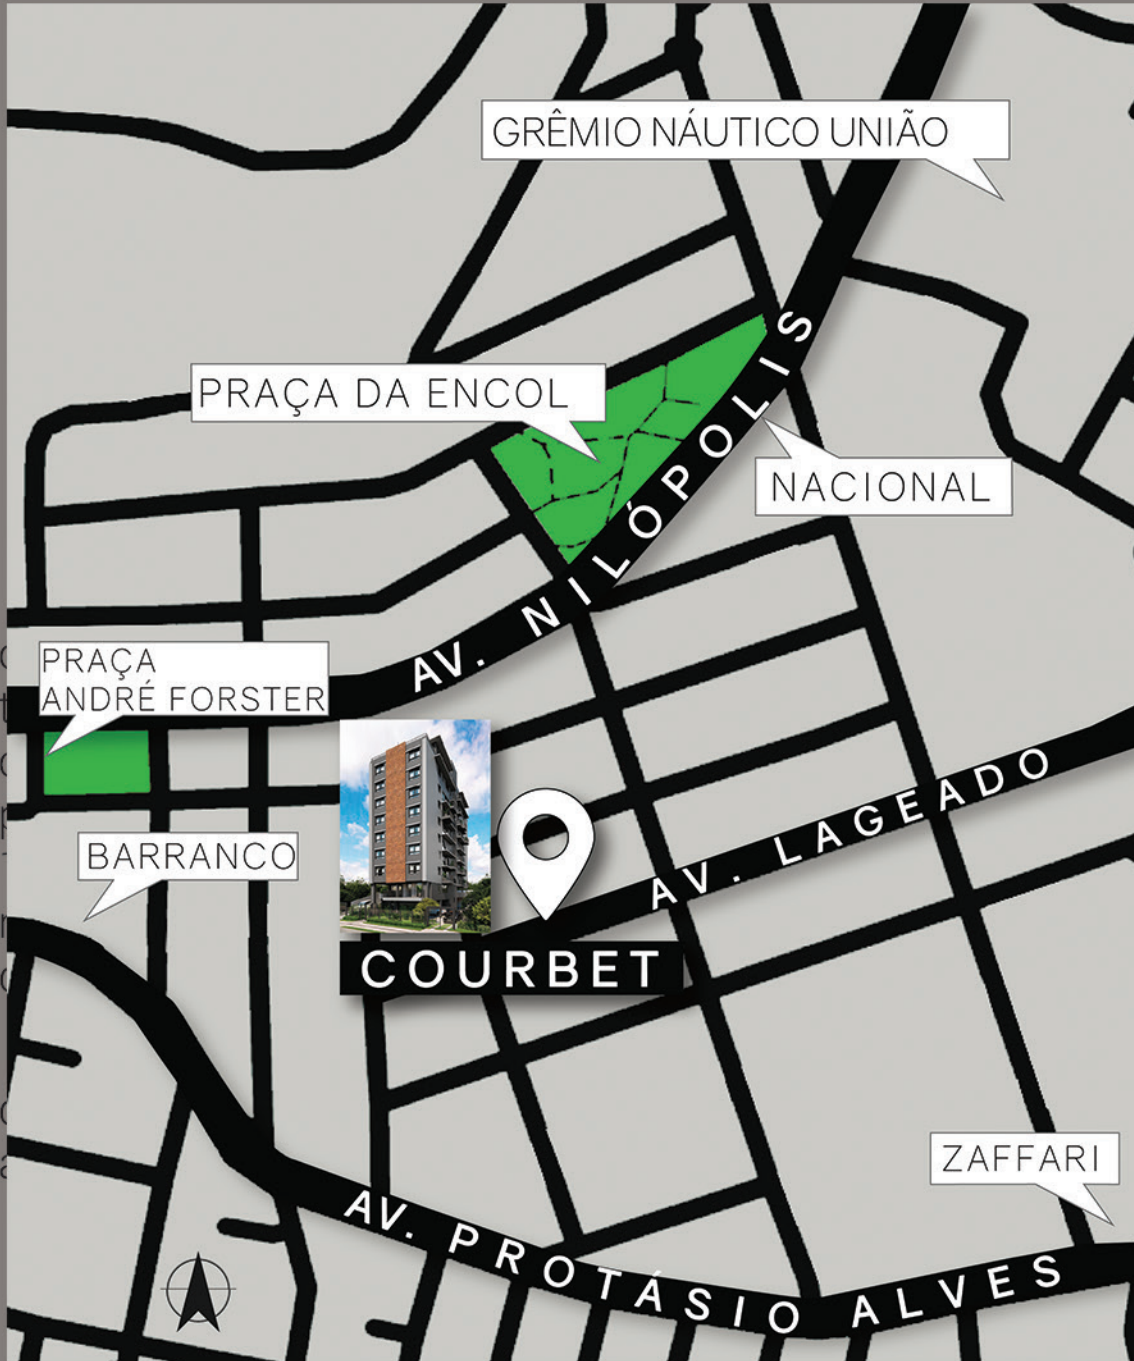 GRÊMIO NÁUTICO UNIÃO
PRAÇA DA ENCOL
NACIONAL
AV. NILÓPOLIS
PRAÇA
ANDRÉ FORSTER
BARRANCO
AV. LAGEADO
COURBET
ZAFFARI
AV. PROTÁSIO ALVES